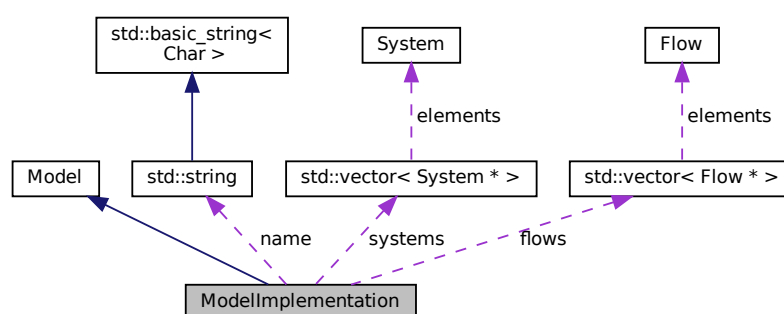 std::basic_string<
Char >
System
Flow
elements
elements
Model
std::string
std::vector< System * >
std::vector< Flow * >
name
systems
flows
ModelImplementation